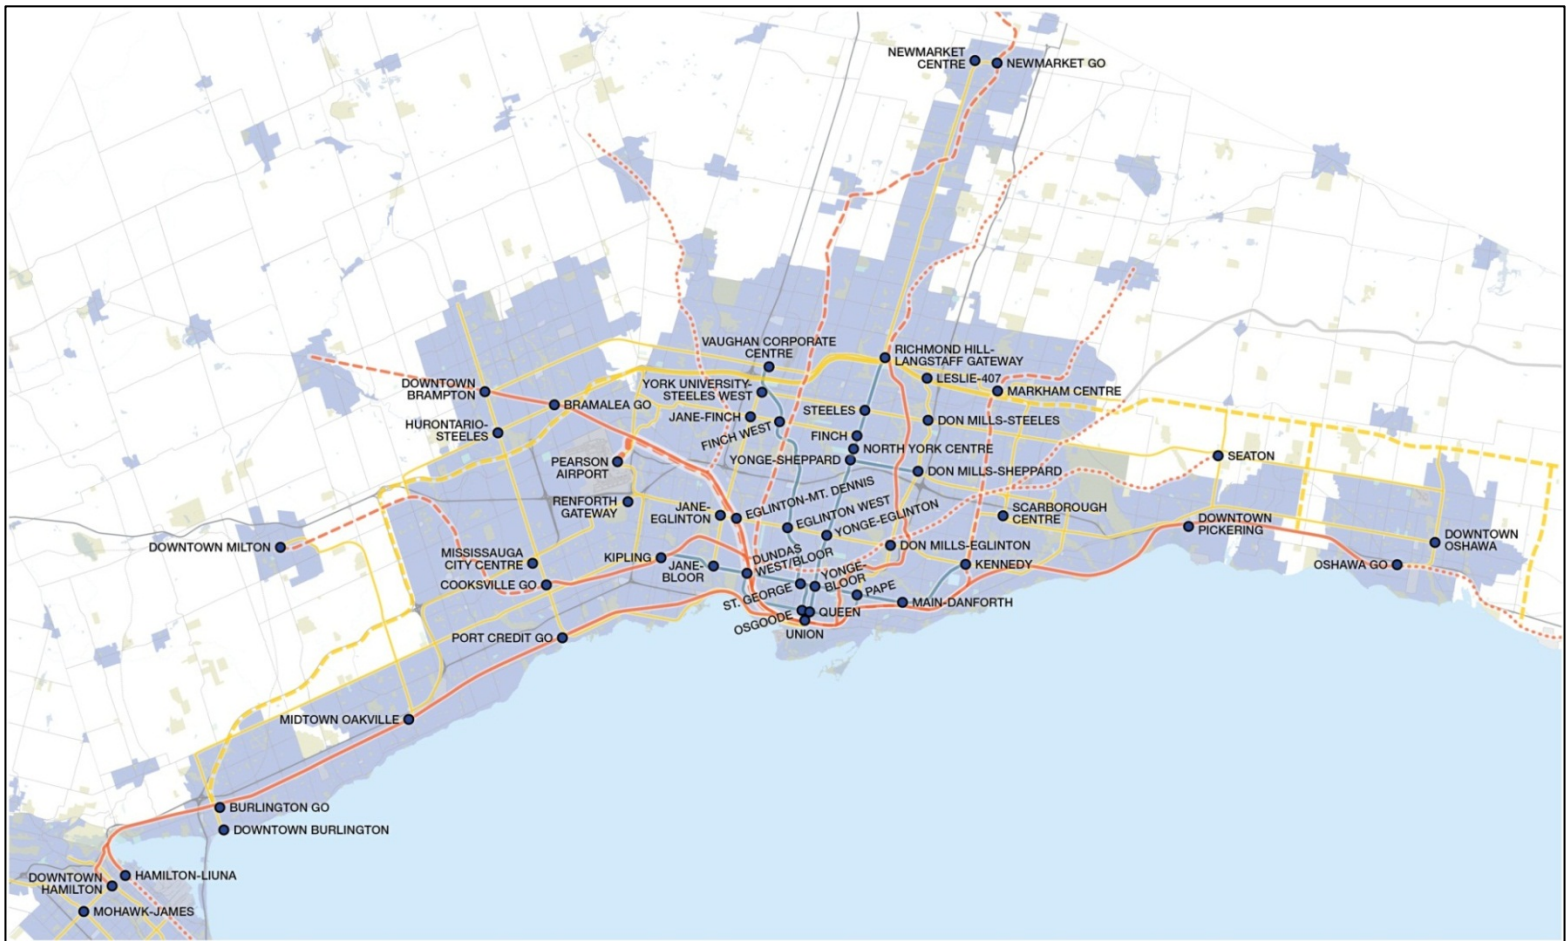 NEWMARKET
CENTRE
NEWMARKET GO
VAUGHAN CORPORATE
CENTRE
RICHMOND HILL-
LANGSTAFF GATEWAY
DOWNTOWN
BRAMPTON
BRAMALEA GO
YORK UNIVERSITY-
STEELES WEST
LESLIE-407
MARKHAM CENTRE
HURONTARIO-
STEELES
JANE-FINCH
FINCH WEST
STEELES
DON MILLS-STEELES
FINCH
NORTH YORK CENTRE
YONGE-SHEPPARD
DON MILLS-SHEPPARD
SEATON
PEARSON
AIRPORT
RENFORTH
GATEWAY
JANE-
EGLINTON
EGLINTON-MT. DENNIS
EGLINTON WEST
YONGE-EGLINTON
SCARBOROUGH
CENTRE
DOWNTOWN
PICKERING
DOWNTOWN
OSHAWA
DOWNTOWN MILTON
MISSISSAUGA
CITY CENTRE
COOKSVILLE GO
KIPLING
JANE-
BLOOR
DUNDAS
WEST/BLOOR
DON MILLS-EGLINTON
KENNEDY
OSHAWA GO
ST. GEORGE
YONGE-
BLOOR
PAPE
MAIN-DANFORTH
OSGOODE
QUEEN
UNION
PORT CREDIT GO
MIDTOWN OAKVILLE
BURLINGTON GO
DOWNTOWN BURLINGTON
DOWNTOWN
HAMILTON
HAMILTON-LIUNA
MOHAWK-JAMES